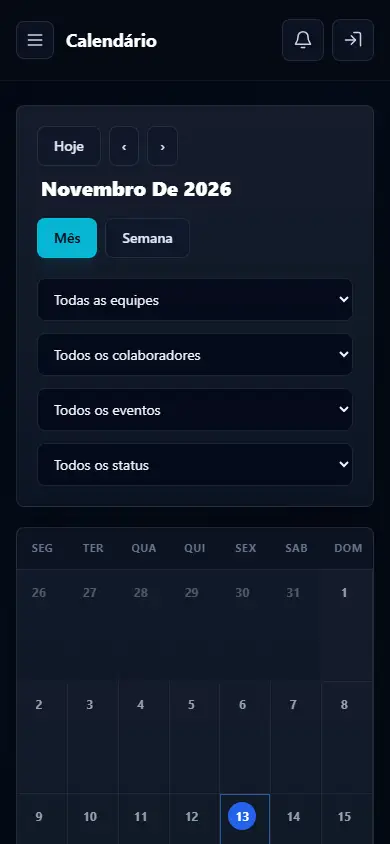 Calendário
Hoje ‹ ›
Novembro De 2026
Mês Semana
Todas as equipes
Todos os colaboradores
Todos os eventos
Todos os status
SEG TER QUA QUI SEX SAB DOM
26 27 28 29 30 31 1
2 3 4 5 6 7 8
9 10 11 12 13 14 15